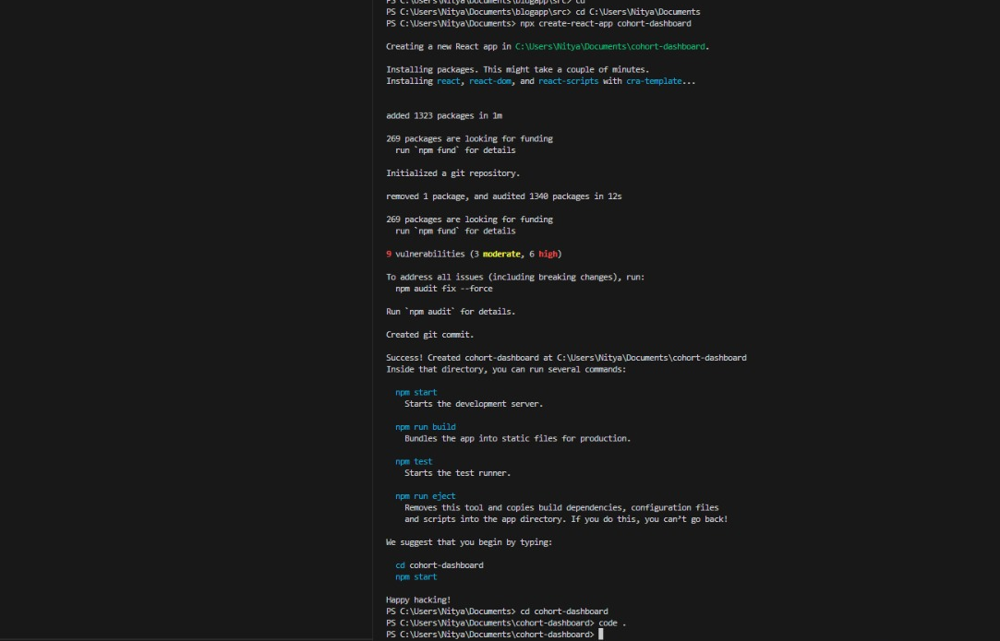 PS C:\Users\Nitya\Documents\blogapp\src> cd
PS C:\Users\Nitya\Documents\blogapp\src> cd C:\Users\Nitya\Documents
PS C:\Users\Nitya\Documents> npx create-react-app cohort-dashboard
Creating a new React app in C:\Users\Nitya\Documents\cohort-dashboard.
Installing packages. This might take a couple of minutes.
Installing react, react-dom, and react-scripts with cra-template...
added 1323 packages in 1m
269 packages are looking for funding
run `npm fund` for details
Initialized a git repository.
removed 1 package, and audited 1340 packages in 12s
269 packages are looking for funding
run `npm fund` for details
9 vulnerabilities (3 moderate, 6 high)
To address all issues (including breaking changes), run:
npm audit fix --force
Run `npm audit` for details.
Created git commit.
Success! Created cohort-dashboard at C:\Users\Nitya\Documents\cohort-dashboard
Inside that directory, you can run several commands:
npm start
Starts the development server.
npm run build
Bundles the app into static files for production.
npm test
Starts the test runner.
npm run eject
Removes this tool and copies build dependencies, configuration files
and scripts into the app directory. If you do this, you can’t go back!
We suggest that you begin by typing:
cd cohort-dashboard
npm start
Happy hacking!
PS C:\Users\Nitya\Documents> cd cohort-dashboard
PS C:\Users\Nitya\Documents\cohort-dashboard> code .
PS C:\Users\Nitya\Documents\cohort-dashboard>